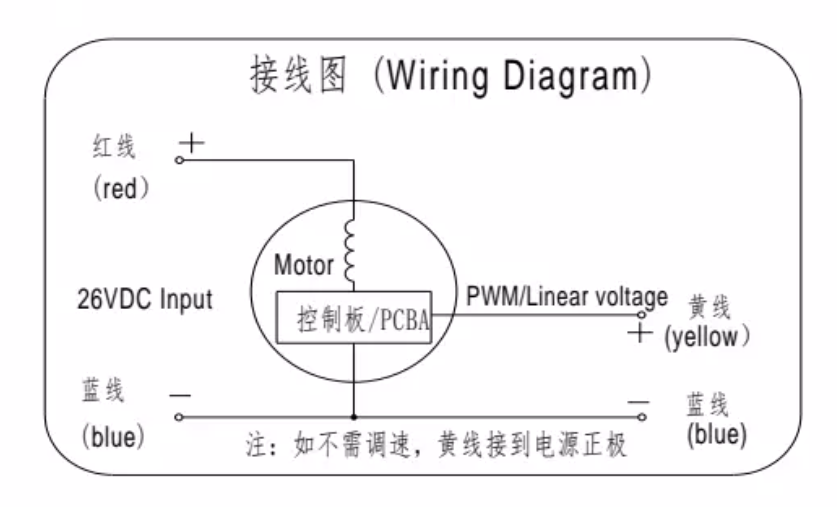 接线图 (Wiring Diagram)
红线 +
(red)
Motor
26VDC Input
PWM/Linear voltage
黄线
控制板/PCBA
+ (yellow)
蓝线 —
(blue)
— 蓝线
(blue)
注：如不需调速，黄线接到电源正极